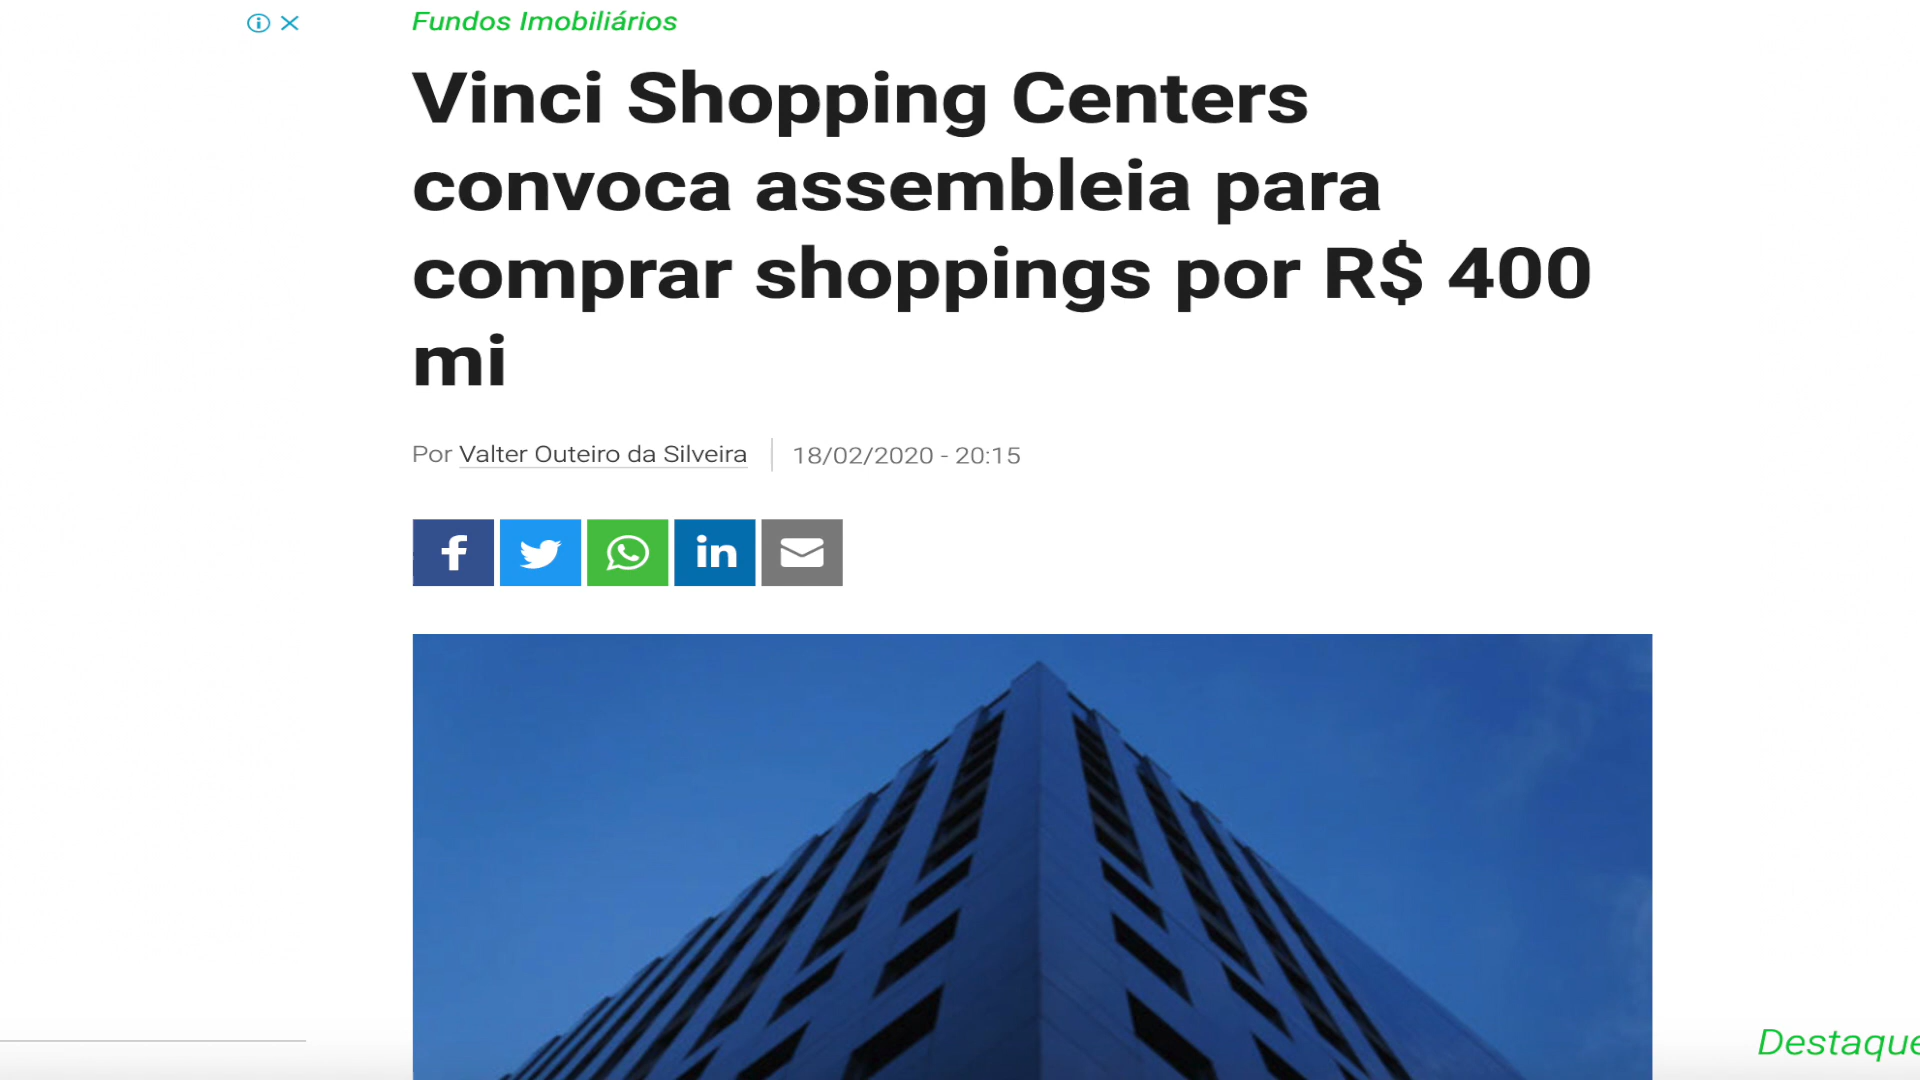 Fundos Imobiliários
Vinci Shopping Centers
convoca assembleia para
comprar shoppings por R$ 400
mi
Por Valter Outeiro da Silveira 18/02/2020 - 20:15
Destaque